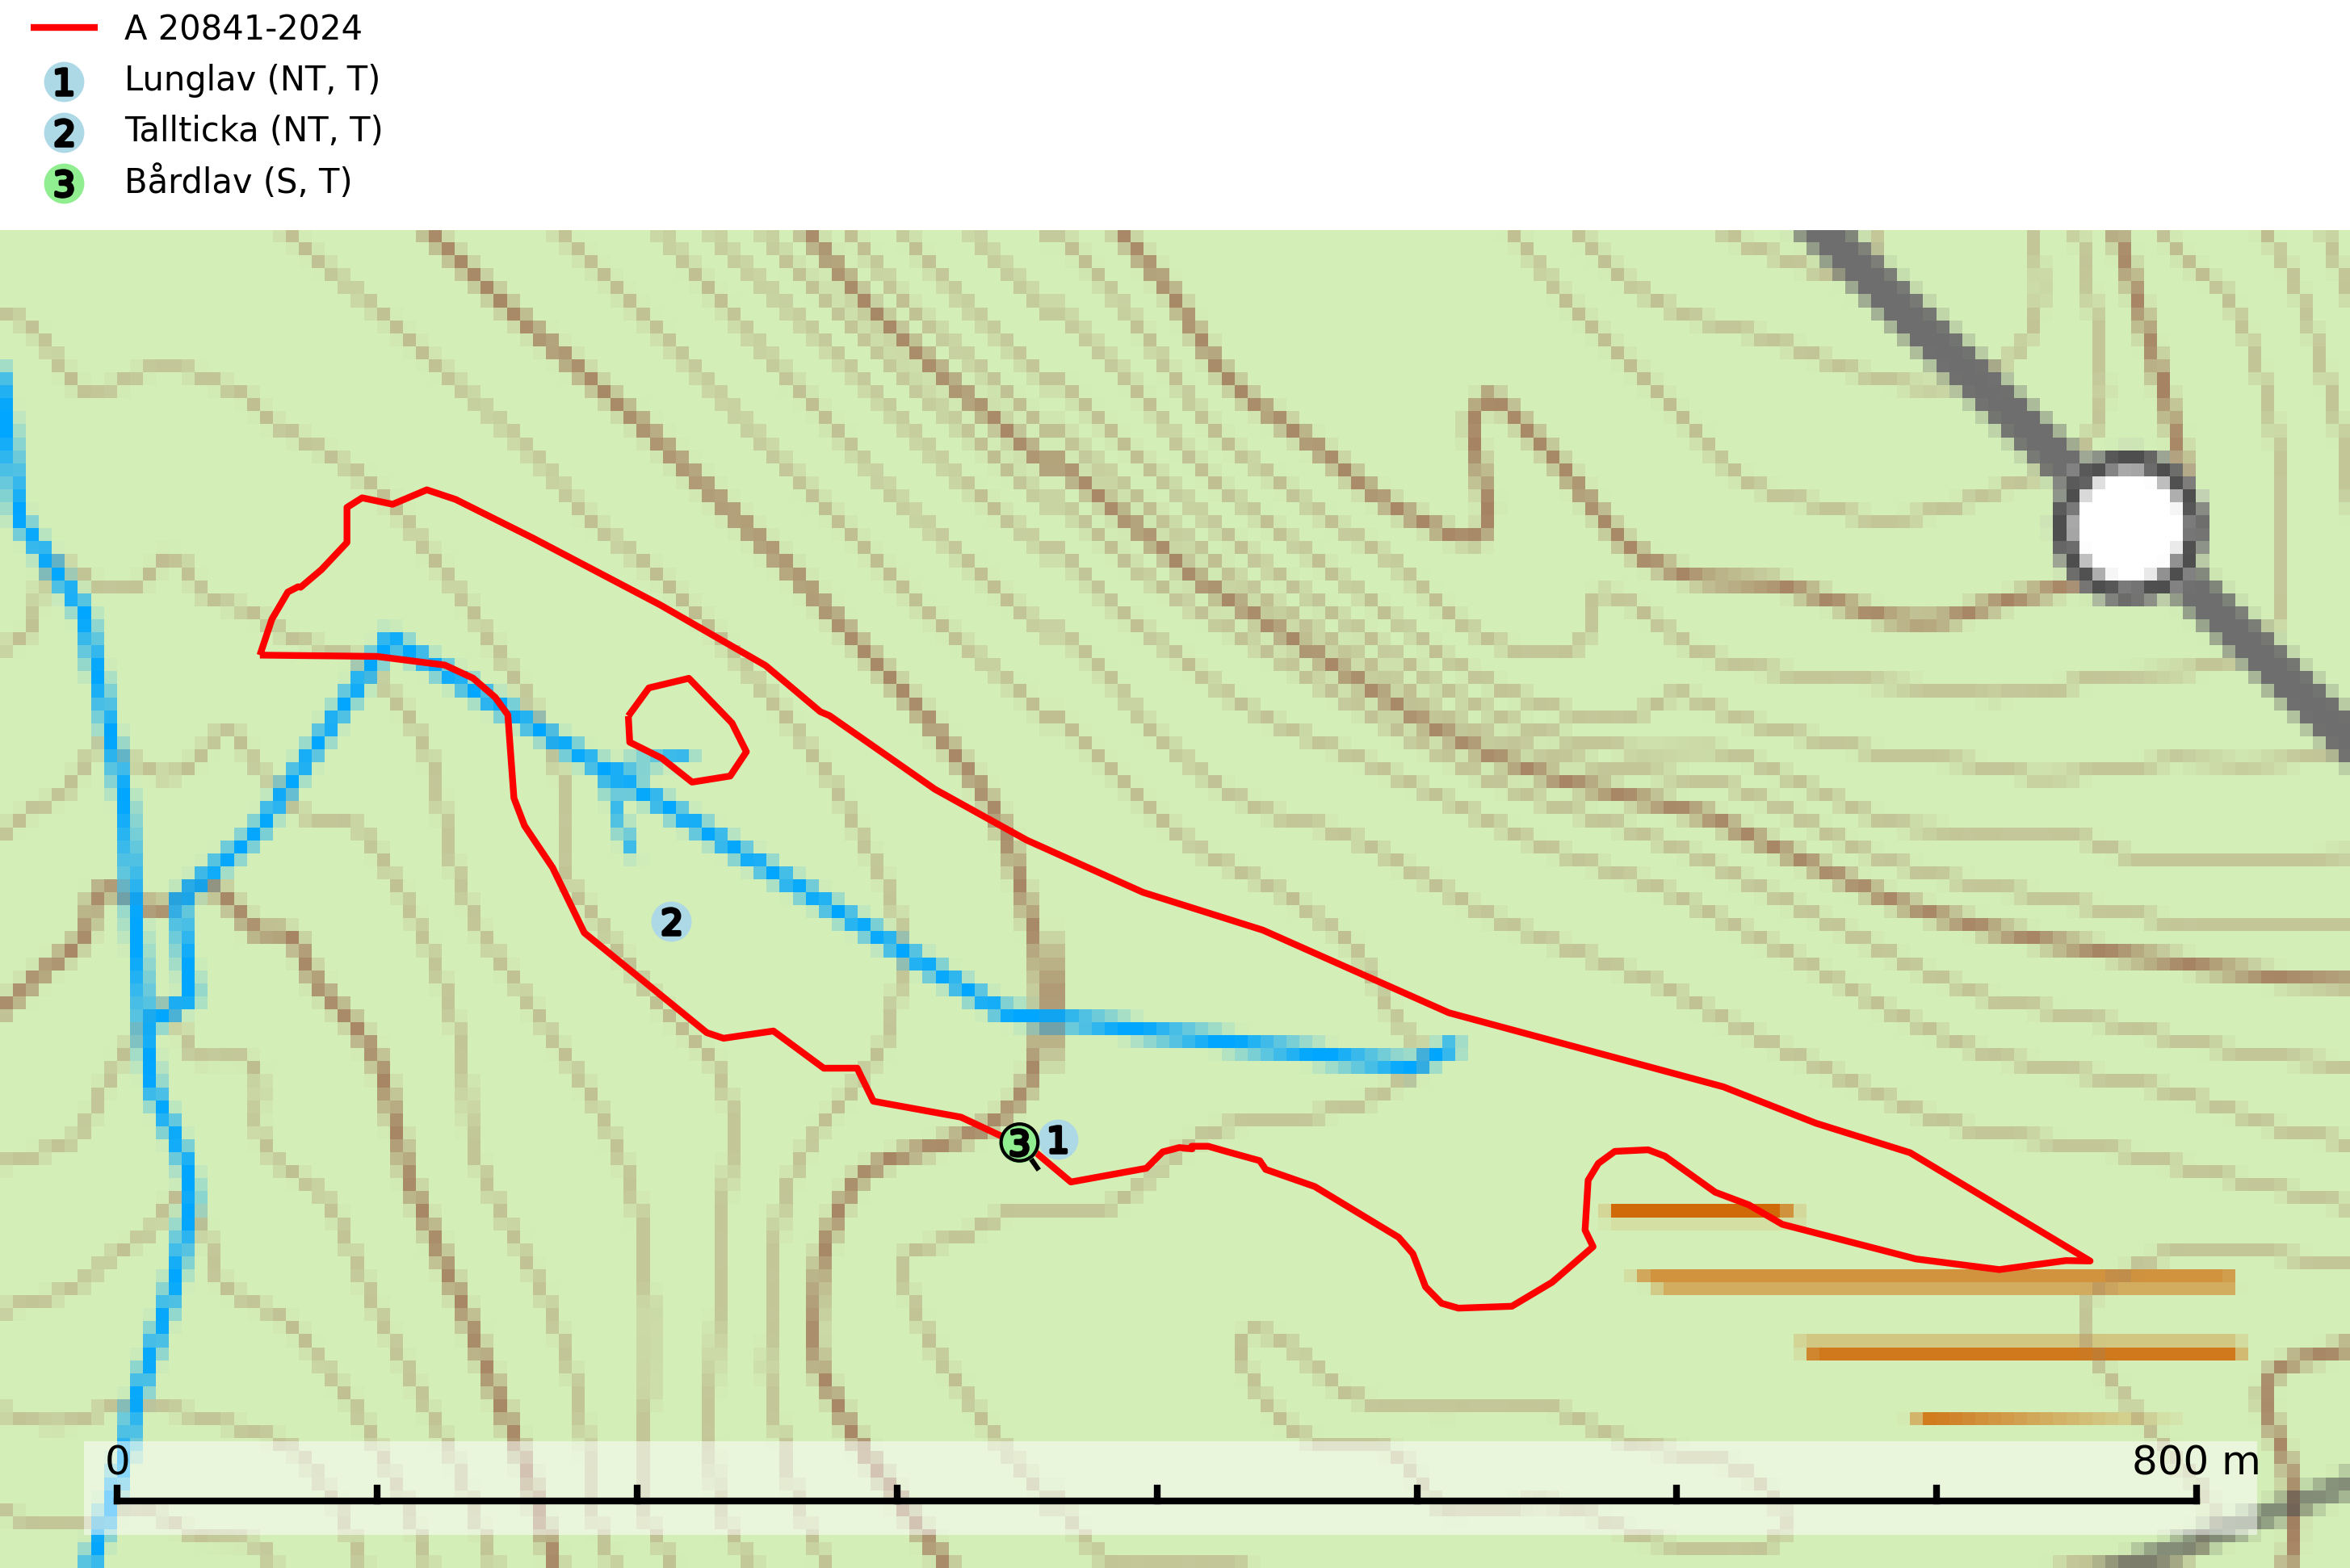 A 20841-2024
1 Lunglav (NT, T)
2 Tallticka (NT, T)
3 Bårdlav (S, T)
2
3 1
0 800 m